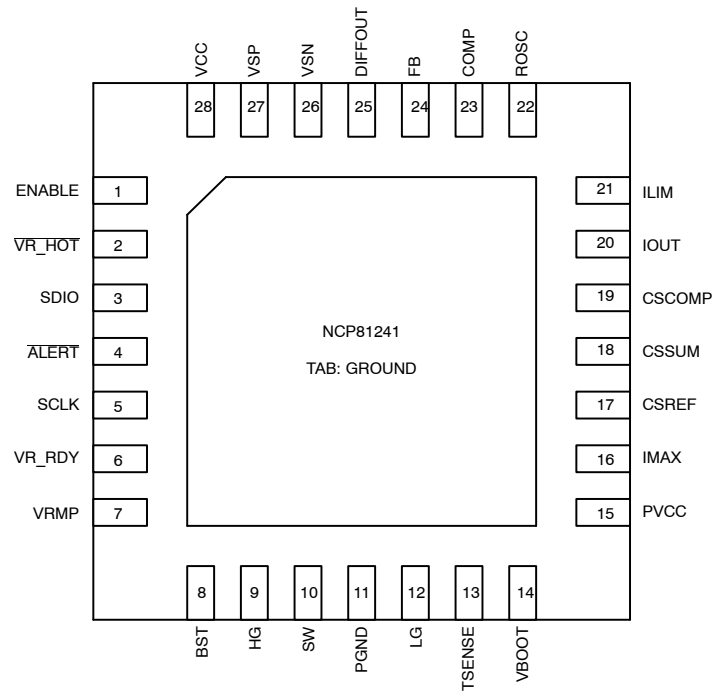 VCC
VSP
VSN
DIFFOUT
FB
COMP
ROSC
28
27
26
25
24
23
22
ENABLE 1
VR_HOT 2
SDIO 3
ALERT 4
SCLK 5
VR_RDY 6
VRMP 7
NCP81241
TAB: GROUND
21 ILIM
20 IOUT
19 CSCOMP
18 CSSUM
17 CSREF
16 IMAX
15 PVCC
8
9
10
11
12
13
14
BST
HG
SW
PGND
LG
TSENSE
VBOOT